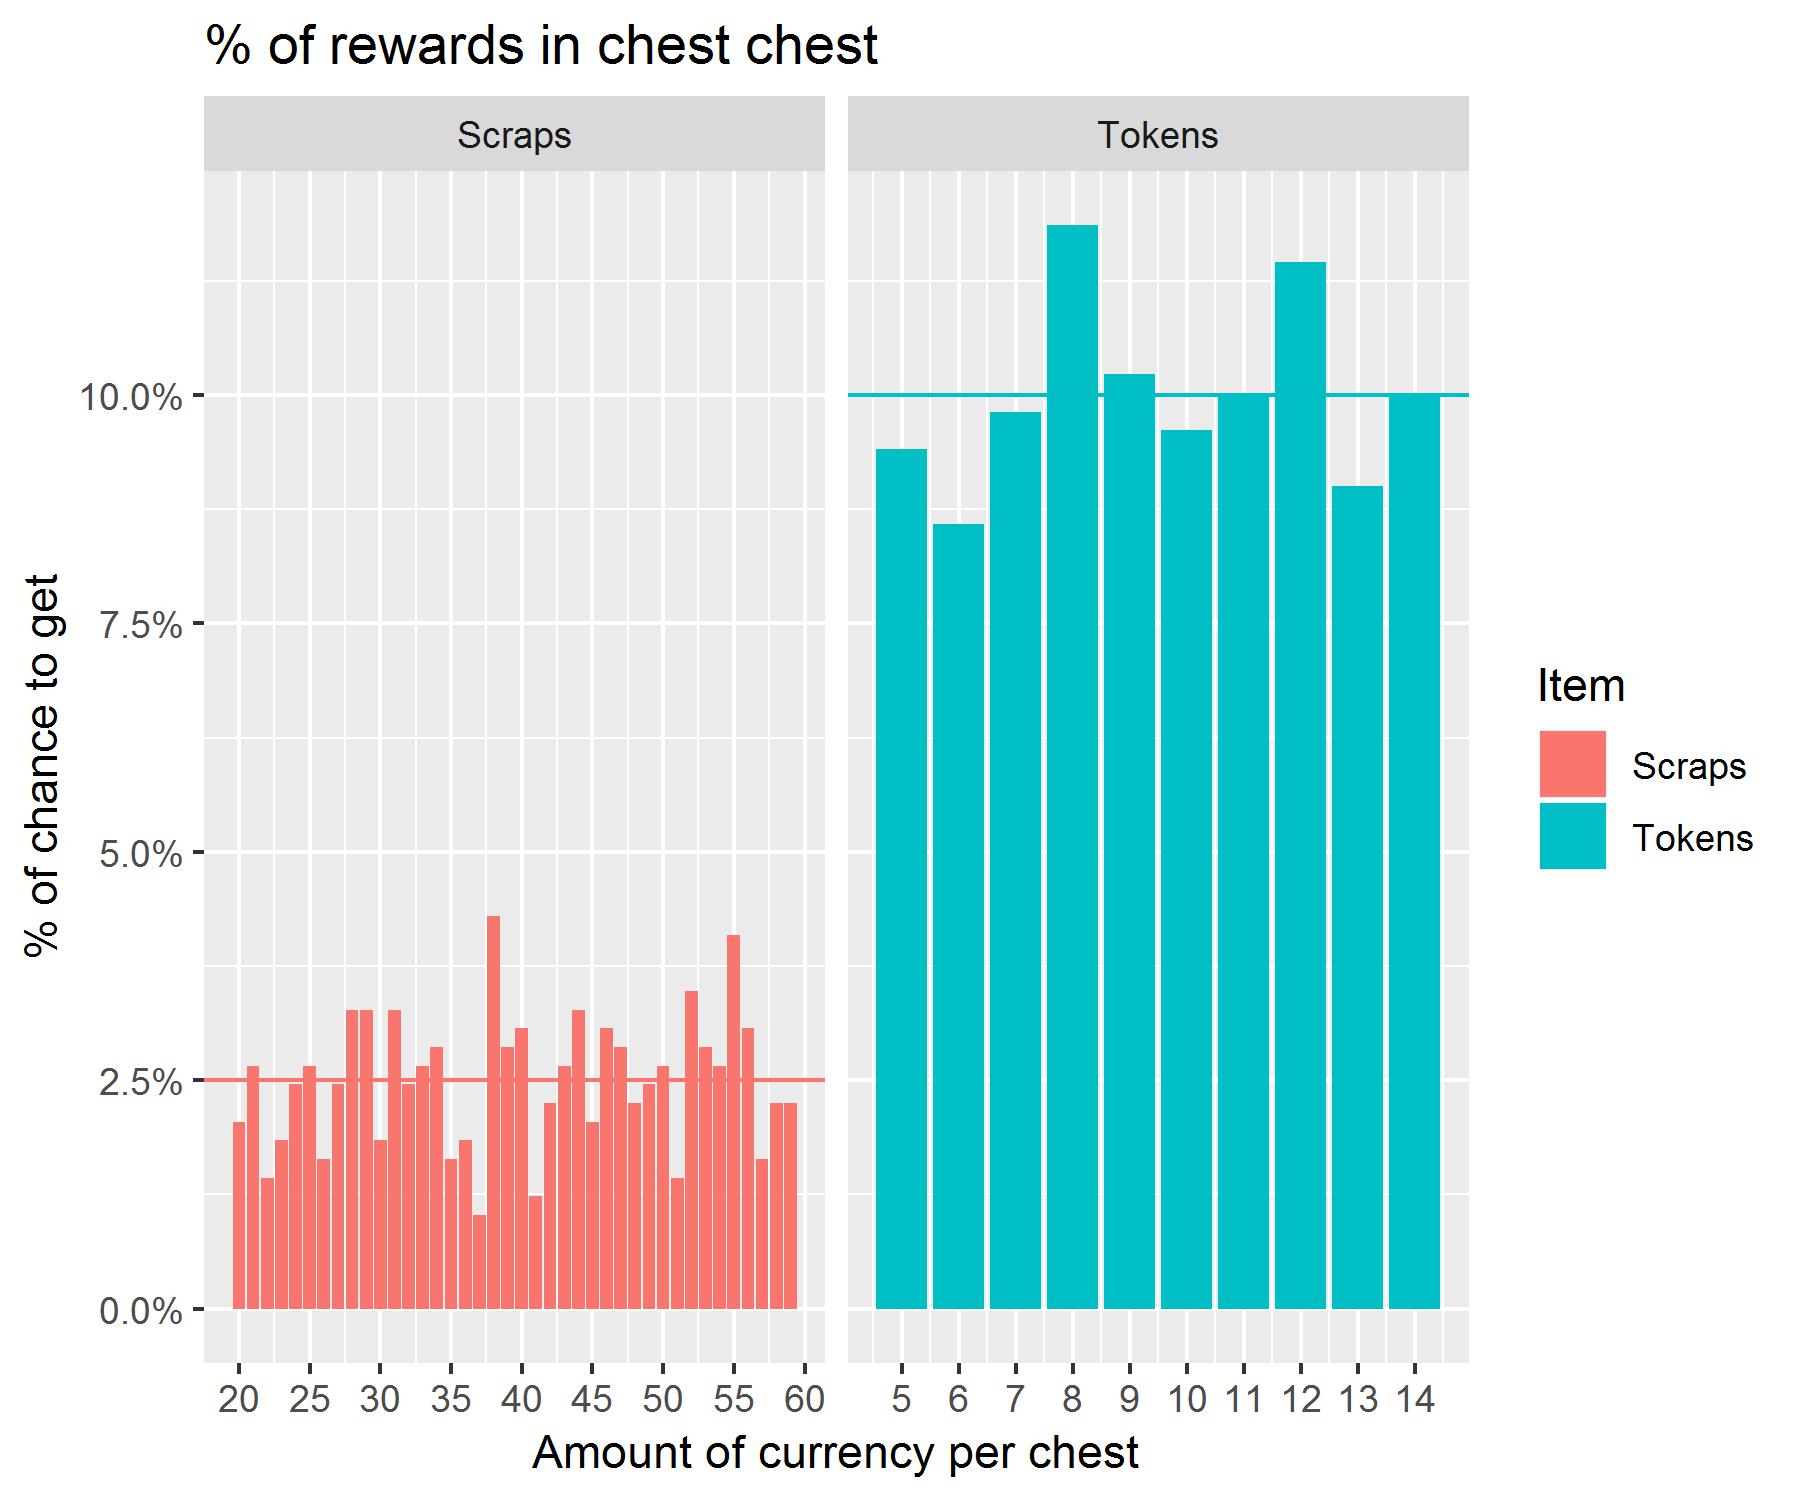 % of rewards in chest chest
Scraps
Tokens
% of chance to get
10.0%
7.5%
5.0%
2.5%
0.0%
20 25 30 35 40 45 50 55 60
5 6 7 8 9 10 11 12 13 14
Amount of currency per chest
Item
Scraps
Tokens